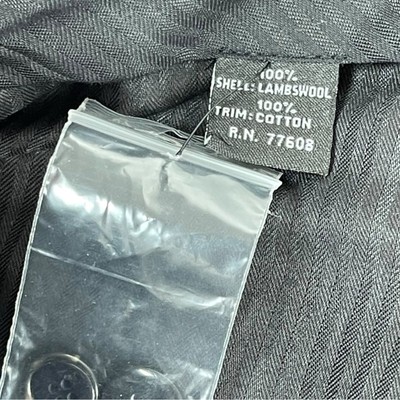 100%
SHELL: LAMBSWOOL
100%
TRIM: COTTON
R.N. 77608